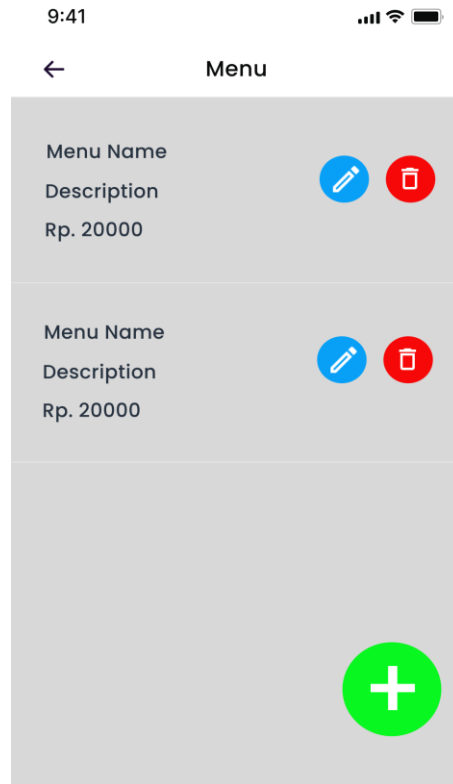 9:41
Menu
Menu Name
Description
Rp. 20000
Menu Name
Description
Rp. 20000